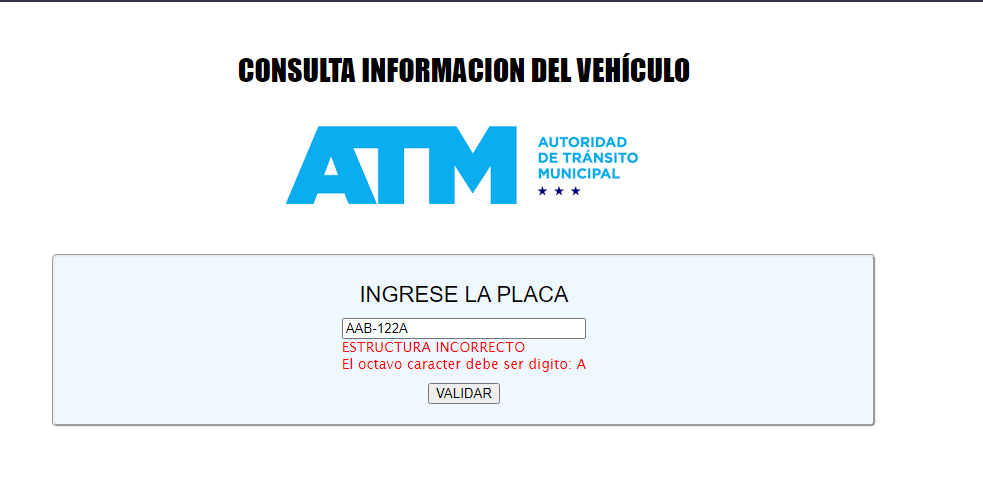 CONSULTA INFORMACION DEL VEHÍCULO
ATM
AUTORIDAD
DE TRÁNSITO
MUNICIPAL
INGRESE LA PLACA
AAB-122A
ESTRUCTURA INCORRECTO
El octavo caracter debe ser digito: A
VALIDAR